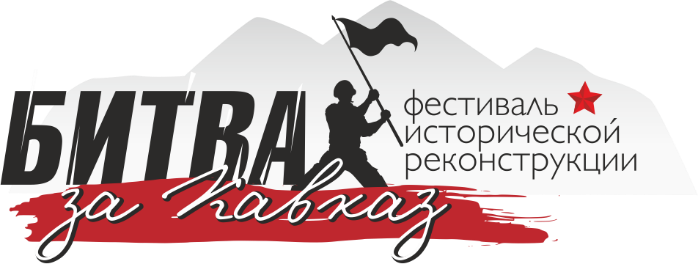 БИТВА
за Кавказ
фестиваль
исторической
реконструкции